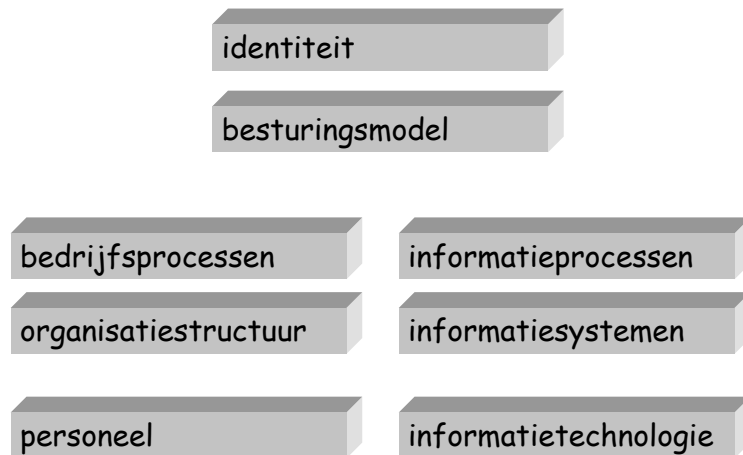 identiteit
besturingsmodel
bedrijfsprocessen
informatieprocessen
organisatiestructuur
informatiesystemen
personeel
informatietechnologie